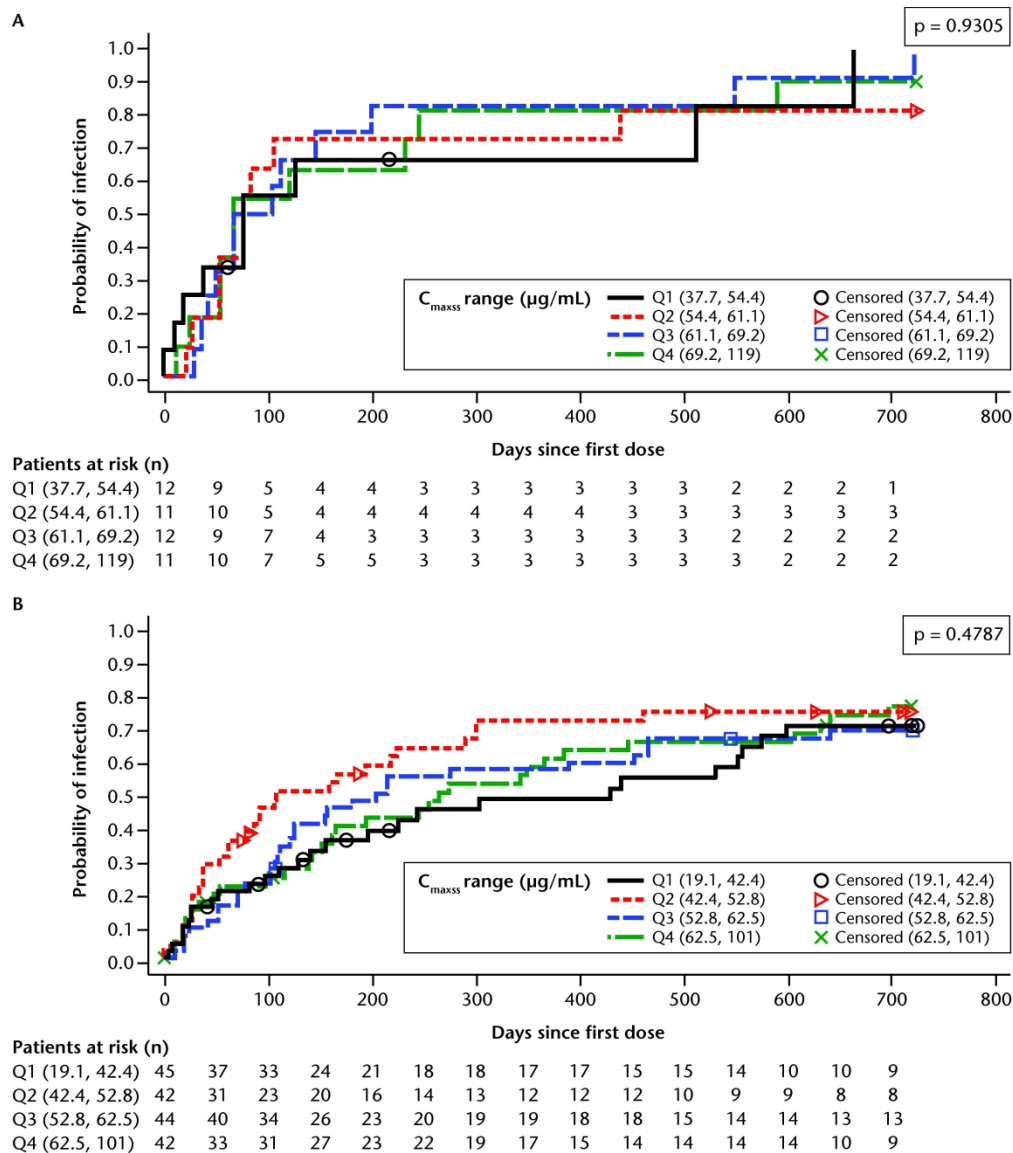 A
p = 0.9305
1.0
0.9
0.8
0.7
0.6
0.5
0.4
0.3
0.2
0.1
0.0
Probability of infection
Cmaxss range (µg/mL)
Q1 (37.7, 54.4) Censored (37.7, 54.4)
Q2 (54.4, 61.1) Censored (54.4, 61.1)
Q3 (61.1, 69.2) Censored (61.1, 69.2)
Q4 (69.2, 119) Censored (69.2, 119)
0 100 200 300 400 500 600 700 800
Days since first dose
Patients at risk (n)
Q1 (37.7, 54.4) 12 9 5 4 4 3 3 3 3 3 3 2 2 2 1
Q2 (54.4, 61.1) 11 10 5 4 4 4 4 4 4 3 3 3 3 3 3
Q3 (61.1, 69.2) 12 9 7 4 3 3 3 3 3 3 3 2 2 2 2
Q4 (69.2, 119) 11 10 7 5 5 3 3 3 3 3 3 3 2 2 2
B
p = 0.4787
1.0
0.9
0.8
0.7
0.6
0.5
0.4
0.3
0.2
0.1
0.0
Probability of infection
Cmaxss range (µg/mL)
Q1 (19.1, 42.4) Censored (19.1, 42.4)
Q2 (42.4, 52.8) Censored (42.4, 52.8)
Q3 (52.8, 62.5) Censored (52.8, 62.5)
Q4 (62.5, 101) Censored (62.5, 101)
0 100 200 300 400 500 600 700 800
Days since first dose
Patients at risk (n)
Q1 (19.1, 42.4) 45 37 33 24 21 18 18 17 17 15 15 14 10 10 9
Q2 (42.4, 52.8) 42 31 23 20 16 14 13 12 12 12 10 9 9 8 8
Q3 (52.8, 62.5) 44 40 34 26 23 20 19 19 18 18 15 14 14 13 13
Q4 (62.5, 101) 42 33 31 27 23 22 19 17 15 14 14 14 14 10 9